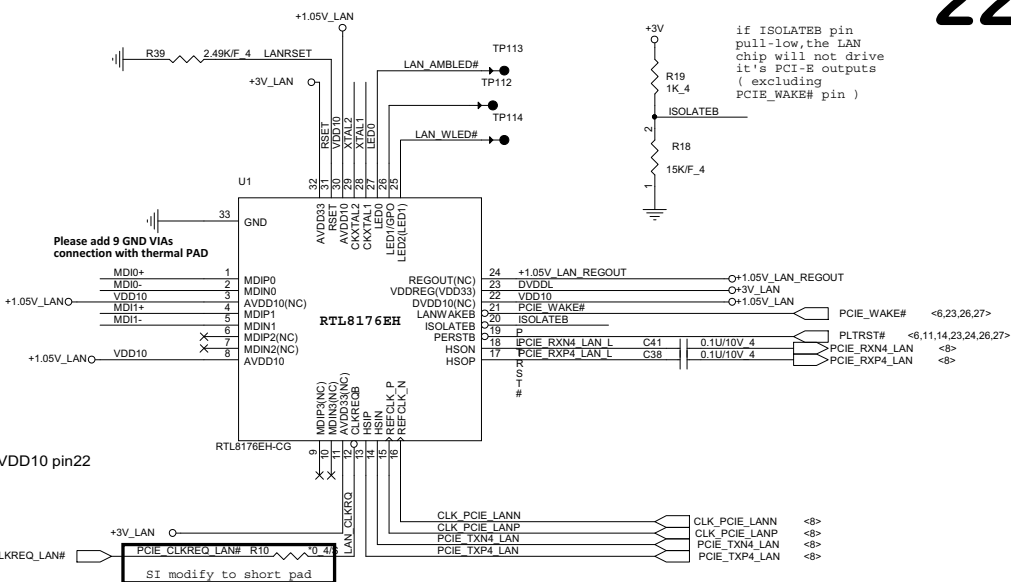 22
+1.05V_LAN
R39 2.49K/F_4 LANRSET
+3V_LAN
RSET
VDD10
XTAL2
XTAL1
LED0
LAN_AMBLED#
TP113
TP112
TP114
LAN_WLED#
+3V
R19
1K_4
ISOLATEB
2
R18
15K/F_4
1
if ISOLATEB pin
pull-low,the LAN
chip will not drive
it's PCI-E outputs
( excluding
PCIE_WAKE# pin )
U1
32 31 30 29 28 27 26 25
AVDD33
RSET
AVDD10
CKXTAL2
CKXTAL1
LED0
LED1/GPO
LED2(LED1)
33 GND
Please add 9 GND VIAs
connection with thermal PAD
MDI0+ 1 MDIP0
MDI0- 2 MDIN0
+1.05V_LAN VDD10 3 AVDD10(NC)
MDI1+ 4 MDIP1
MDI1- 5 MDIN1
6 MDIP2(NC)
7 MDIN2(NC)
+1.05V_LAN VDD10 8 AVDD10
RTL8176EH
REGOUT(NC) 24 +1.05V_LAN_REGOUT +1.05V_LAN_REGOUT
VDDREG(VDD33) 23 DVDDL +3V_LAN
DVDD10(NC) 22 VDD10 +1.05V_LAN
LANWAKEB 21 PCIE_WAKE# PCIE_WAKE# <6,23,26,27>
ISOLATEB 20 ISOLATEB
PERSTB 19 PLTRST# PLTRST# <6,11,14,23,24,26,27>
HSON 18 PCIE_RXN4_LAN_L C41 0.1U/10V_4 PCIE_RXN4_LAN <8>
HSOP 17 PCIE_RXP4_LAN_L C38 0.1U/10V_4 PCIE_RXP4_LAN <8>
MDIP3(NC)
MDIN3(NC)
AVDD33(NC)
CLKREQB
HSIP
HSIN
REFCLK_P
REFCLK_N
RTL8176EH-CG
9 10 11 12 13 14 15 16
VDD10 pin22
LAN_CLKRQ
+3V_LAN
CLK_PCIE_LANN CLK_PCIE_LANN <8>
CLK_PCIE_LANP CLK_PCIE_LANP <8>
PCIE_TXN4_LAN PCIE_TXN4_LAN <8>
PCIE_TXP4_LAN PCIE_TXP4_LAN <8>
LKREQ_LAN# PCIE_CLKREQ_LAN# R10 *0_4/S
SI modify to short pad